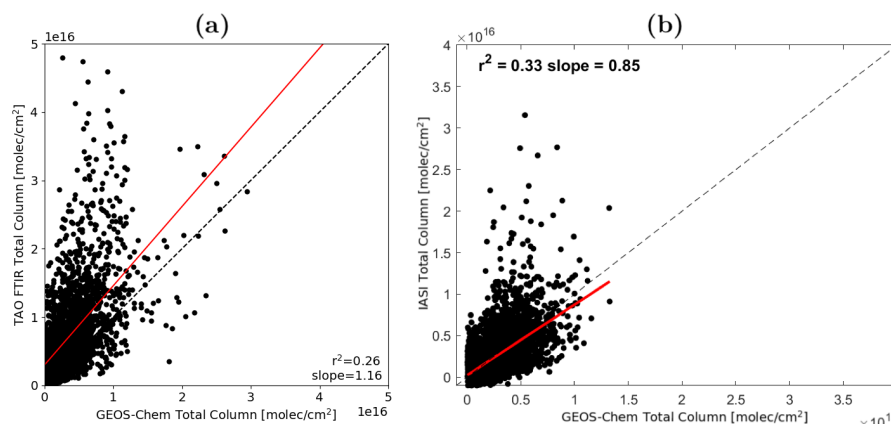 (a)
1e16
5
4
3
2
1
0
TAO FTIR Total Column [molec/cm²]
r²=0.26
slope=1.16
0 1 2 3 4 5
GEOS-Chem Total Column [molec/cm²]
1e16
(b)
× 10¹⁶
4
3.5
3
2.5
2
1.5
1
0.5
0
IASI Total Column [molec/cm²]
r² = 0.33 slope = 0.85
0 0.5 1 1.5 2 2.5 3 3.5
GEOS-Chem Total Column [molec/cm²]